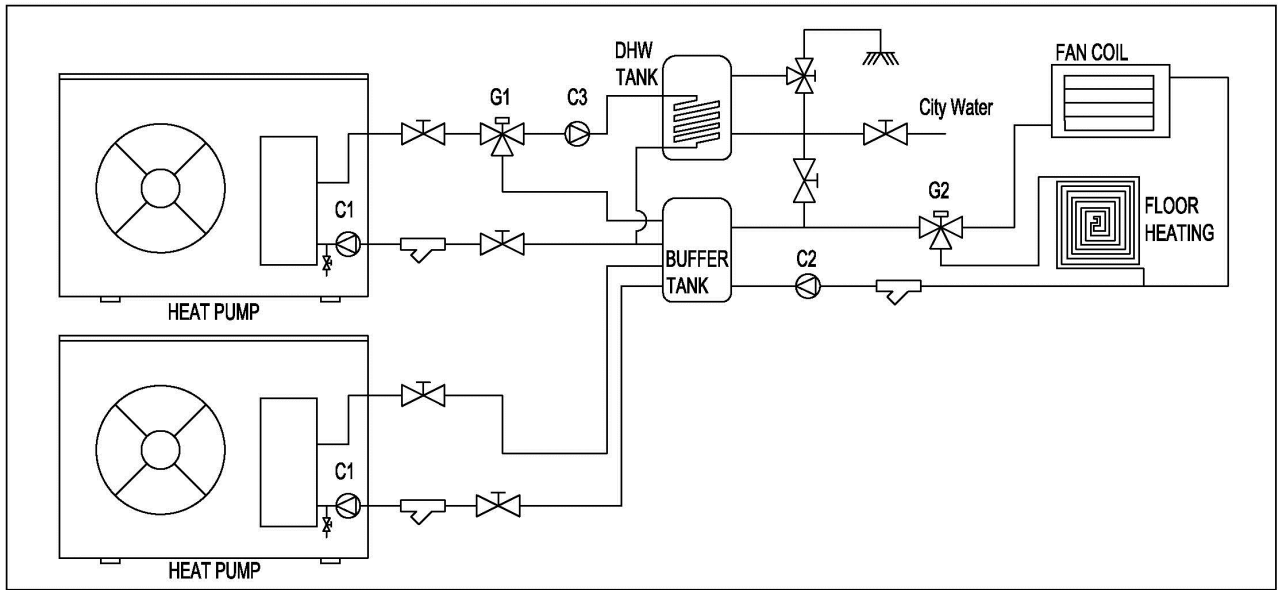 DHW
TANK
FAN COIL
G1
C3
City Water
C1
G2
FLOOR
HEATING
BUFFER
TANK
C2
HEAT PUMP
C1
HEAT PUMP